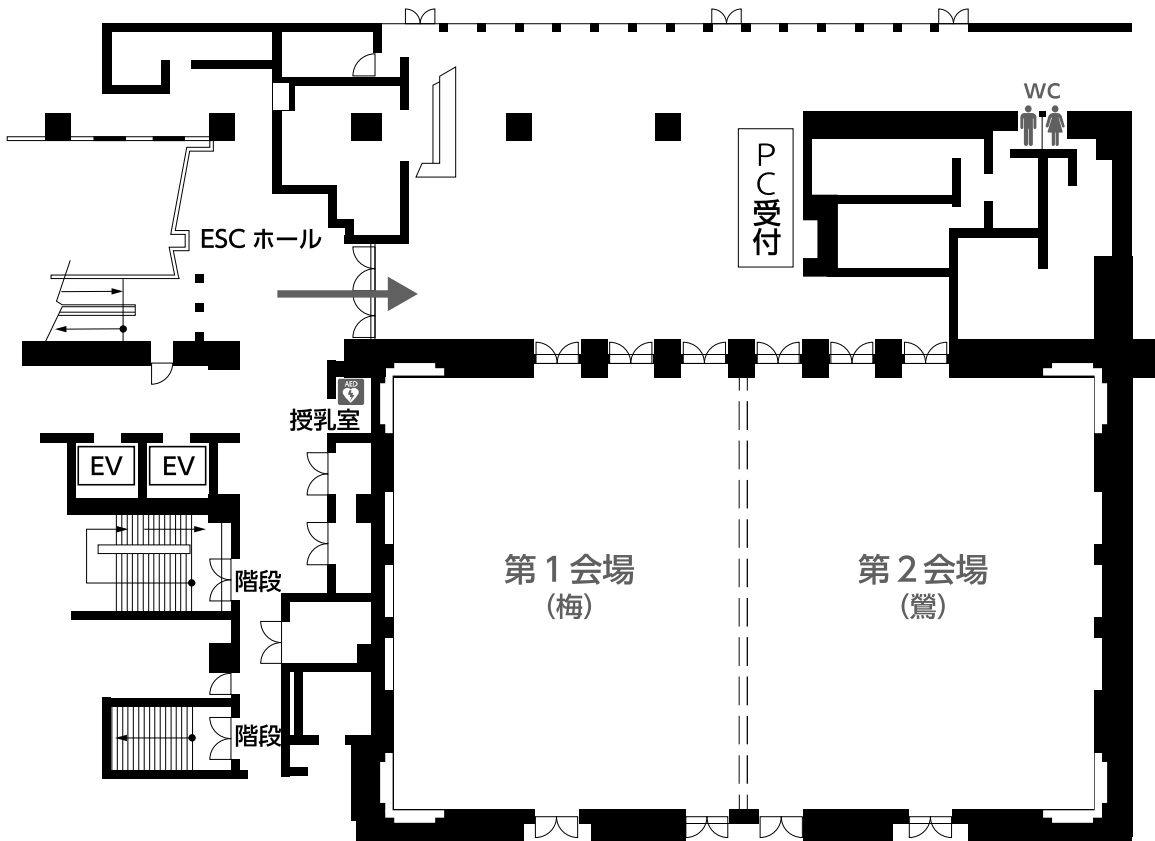 WC
PC受付
ESC ホール
AED
授乳室
EV
EV
第1会場
（梅）
第2会場
（鶯）
階段
階段